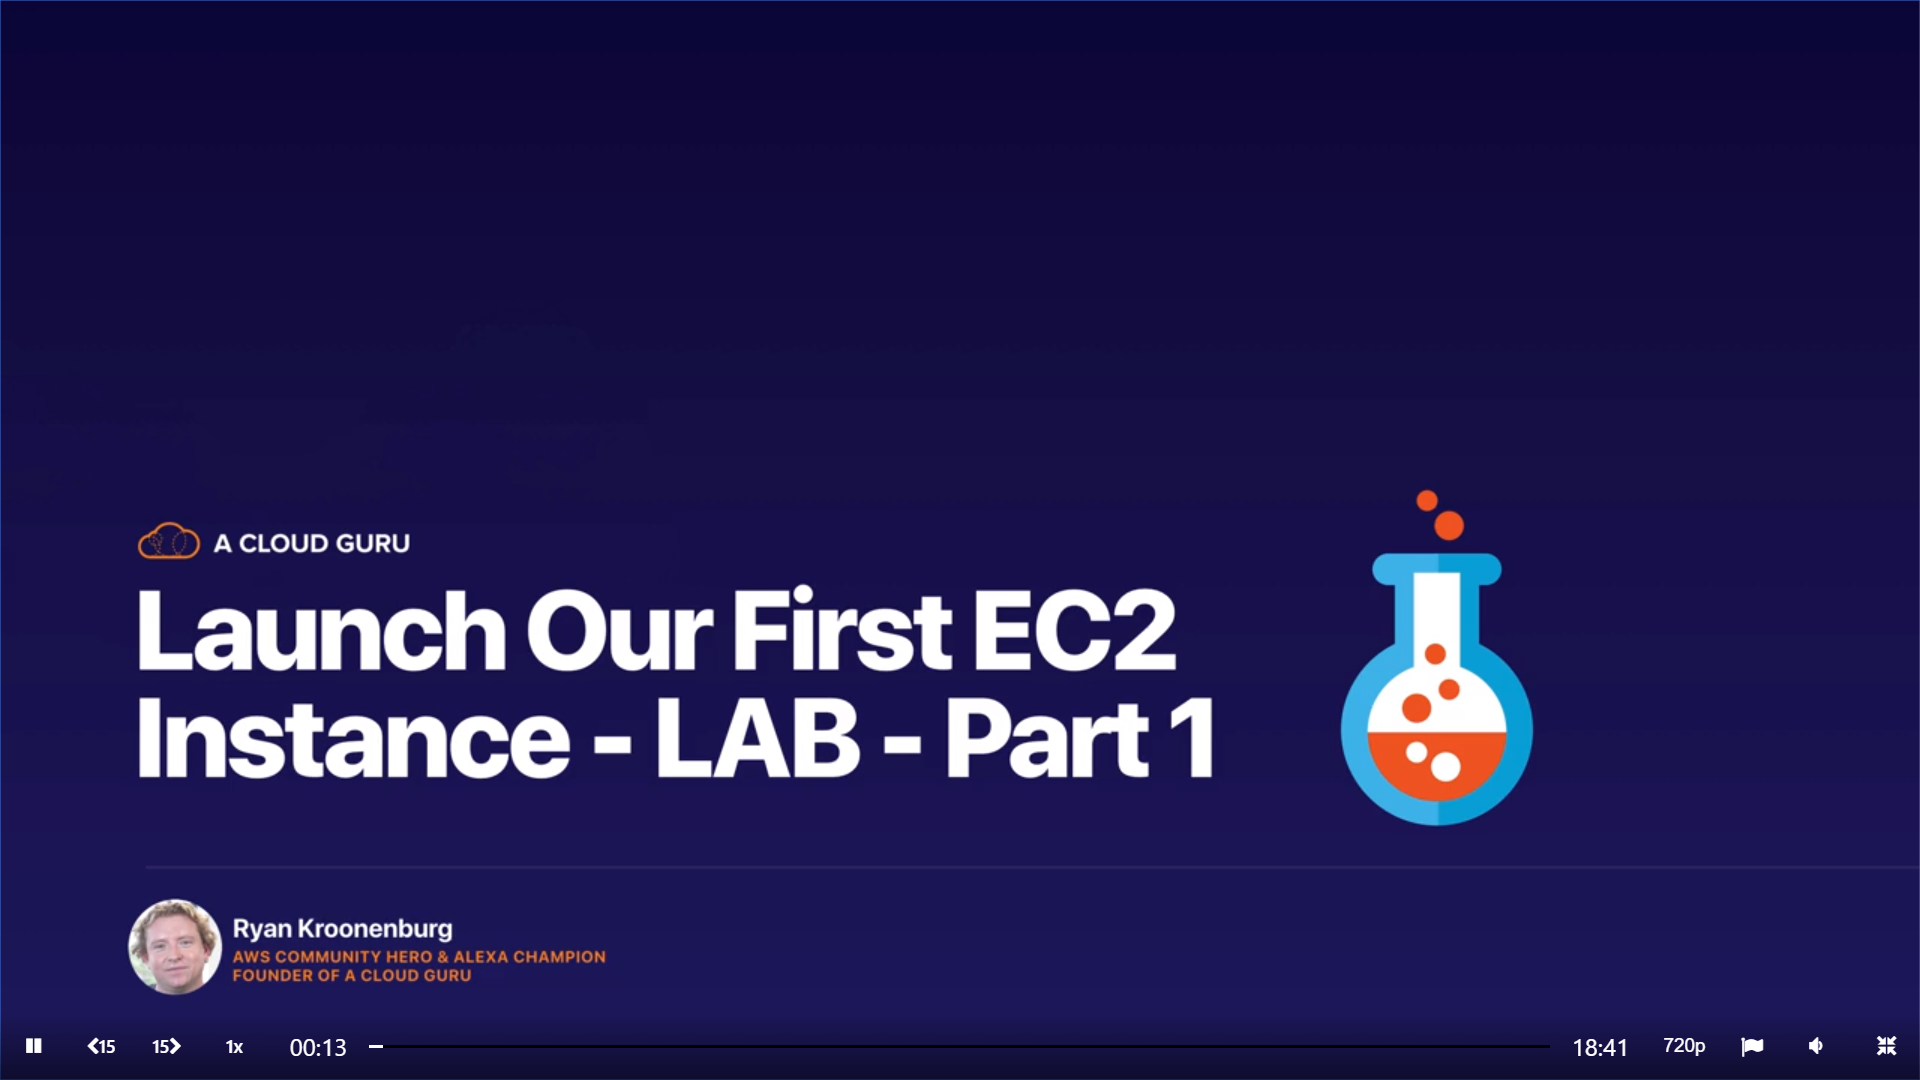 A CLOUD GURU
Launch Our First EC2
Instance - LAB - Part 1
Ryan Kroonenburg
AWS COMMUNITY HERO & ALEXA CHAMPION
FOUNDER OF A CLOUD GURU
15 15 1x 00:13 18:41 720p